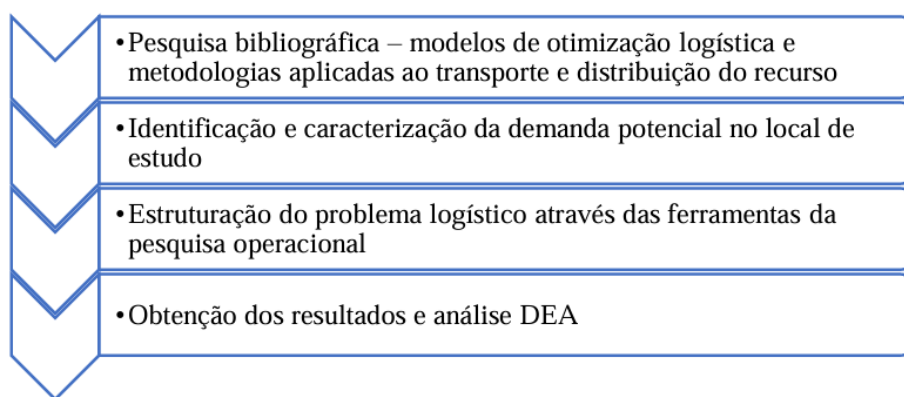 •Pesquisa bibliográfica – modelos de otimização logística e
metodologias aplicadas ao transporte e distribuição do recurso
•Identificação e caracterização da demanda potencial no local de
estudo
•Estruturação do problema logístico através das ferramentas da
pesquisa operacional
•Obtenção dos resultados e análise DEA